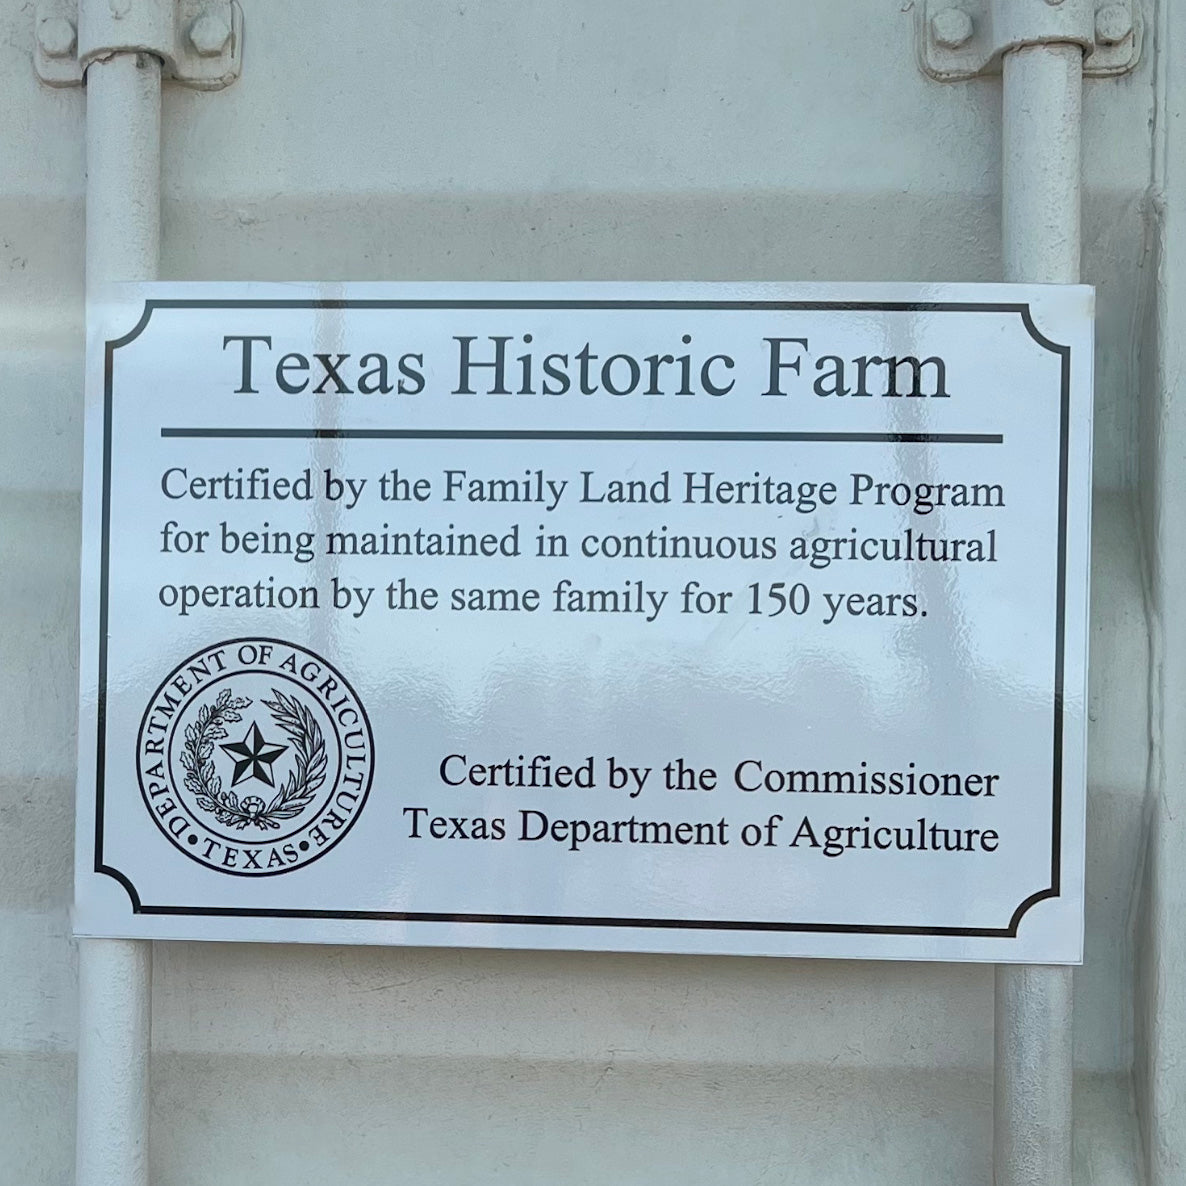 Texas Historic Farm
Certified by the Family Land Heritage Program
for being maintained in continuous agricultural
operation by the same family for 150 years.
DEPARTMENT OF AGRICULTURE
• TEXAS •
Certified by the Commissioner
Texas Department of Agriculture